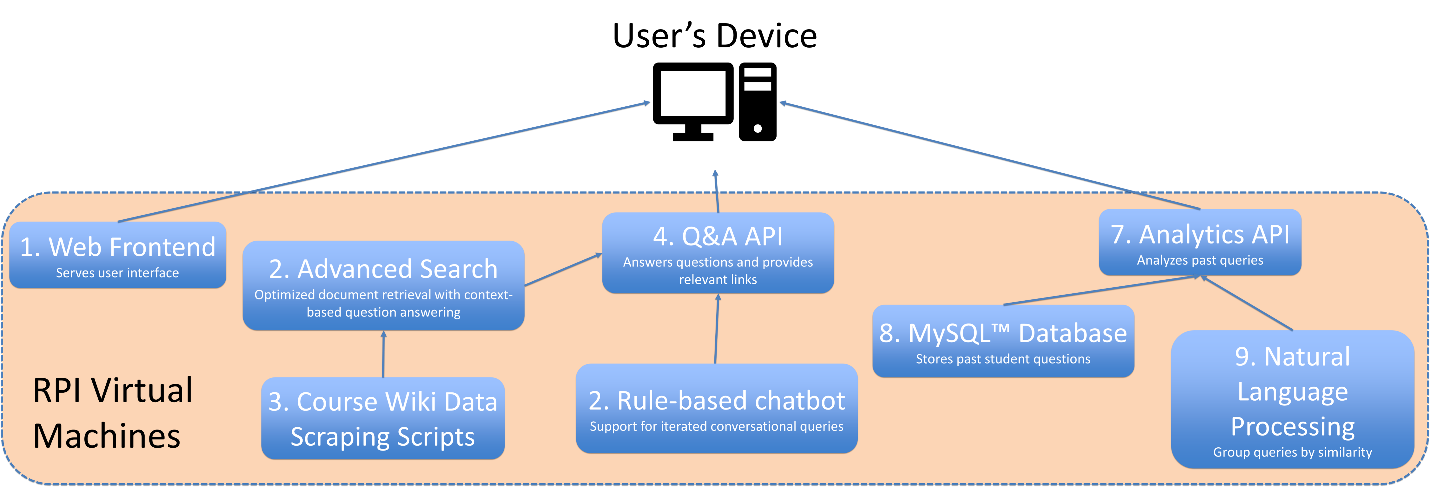 User's Device
1. Web Frontend
Serves user interface
2. Advanced Search
Optimized document retrieval with context-
based question answering
3. Course Wiki Data
Scraping Scripts
4. Q&A API
Answers questions and provides
relevant links
2. Rule-based chatbot
Support for iterated conversational queries
7. Analytics API
Analyzes past queries
8. MySQL™ Database
Stores past student questions
9. Natural
Language
Processing
Group queries by similarity
RPI Virtual
Machines